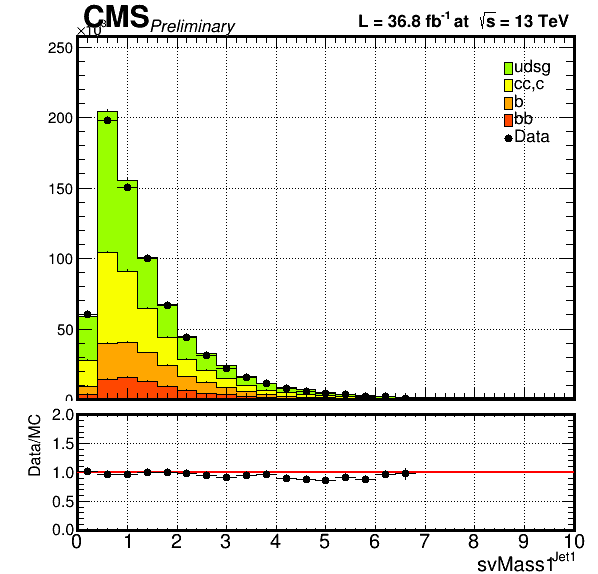 CMS Preliminary L = 36.8 fb⁻¹ at √s = 13 TeV
×10³
250
200
150
100
50
0
udsg
cc,c
b
bb
Data
Data/MC
2.0
1.5
1.0
0.5
0.0
0 1 2 3 4 5 6 7 8 9 10
svMass1 Jet1